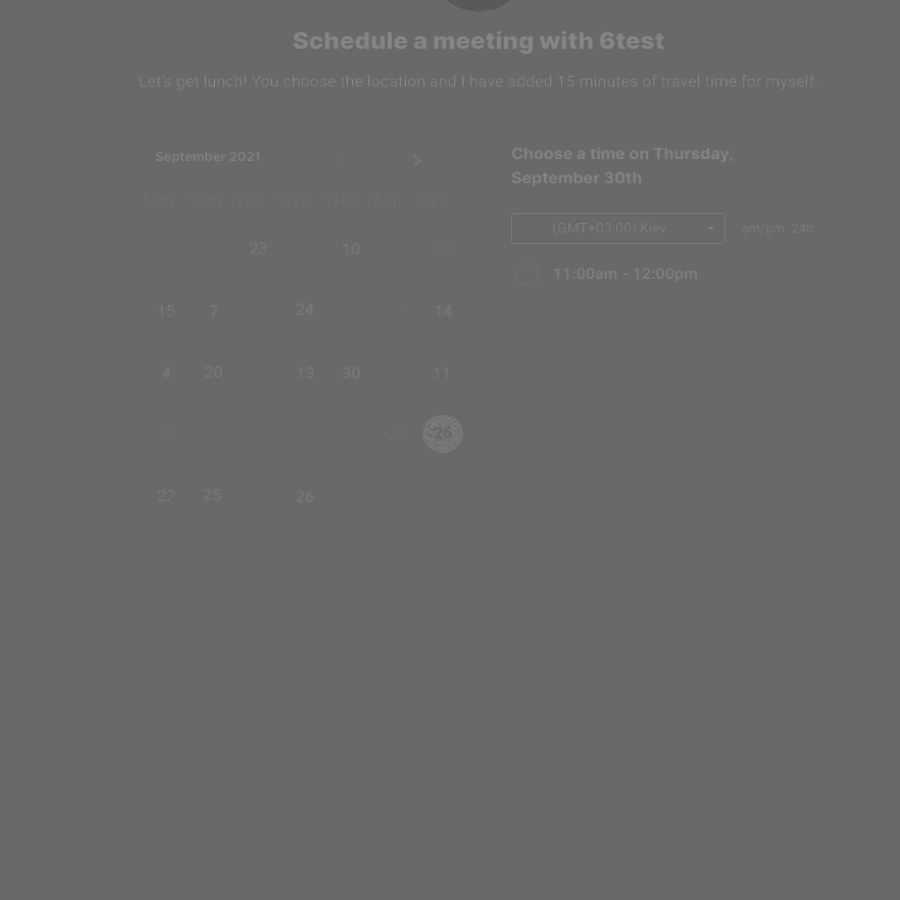 Schedule a meeting with 6test
Let's get lunch! You choose the location and I have added 15 minutes of travel time for myself.
September 2021
Choose a time on Thursday,
September 30th
SUN MON TUE WED THU FRI SAT
(GMT+03:00) Kiev
am/pm 24h
23 10
11:00am - 12:00pm
15 7 24 14
4 20 13 30 11
26
22 25 26